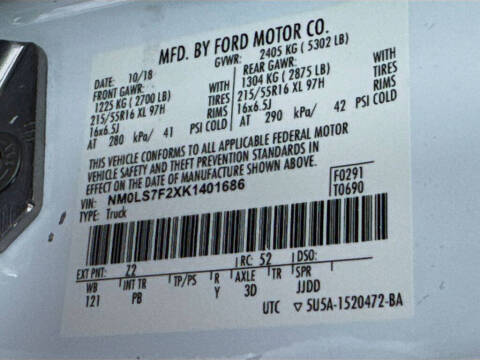 MFD. BY FORD MOTOR CO.
DATE: 10/18 GVWR: 2405 KG ( 5302 LB)
FRONT GAWR: REAR GAWR:
1225 KG ( 2700 LB) 1304 KG ( 2875 LB)
215/55R16 XL 97H TIRES 215/55R16 XL 97H TIRES
16x6.5J RIMS 16x6.5J RIMS
AT 280 kPa/ 41 PSI COLD AT 290 kPa/ 42 PSI COLD
THIS VEHICLE CONFORMS TO ALL APPLICABLE FEDERAL MOTOR
VEHICLE SAFETY AND THEFT PREVENTION STANDARDS IN
EFFECT ON THE DATE OF MANUFACTURE SHOWN ABOVE.
VIN: NM0LS7F2XK1401686 F0291
TYPE: Truck T0690
EXT PNT: Z2 RC: 52 DSO:
WB INT TR TP/PS R AXLE TR SPR
121 PB Y 3D JJDD
UTC ▽ 5U5A-1520472-BA